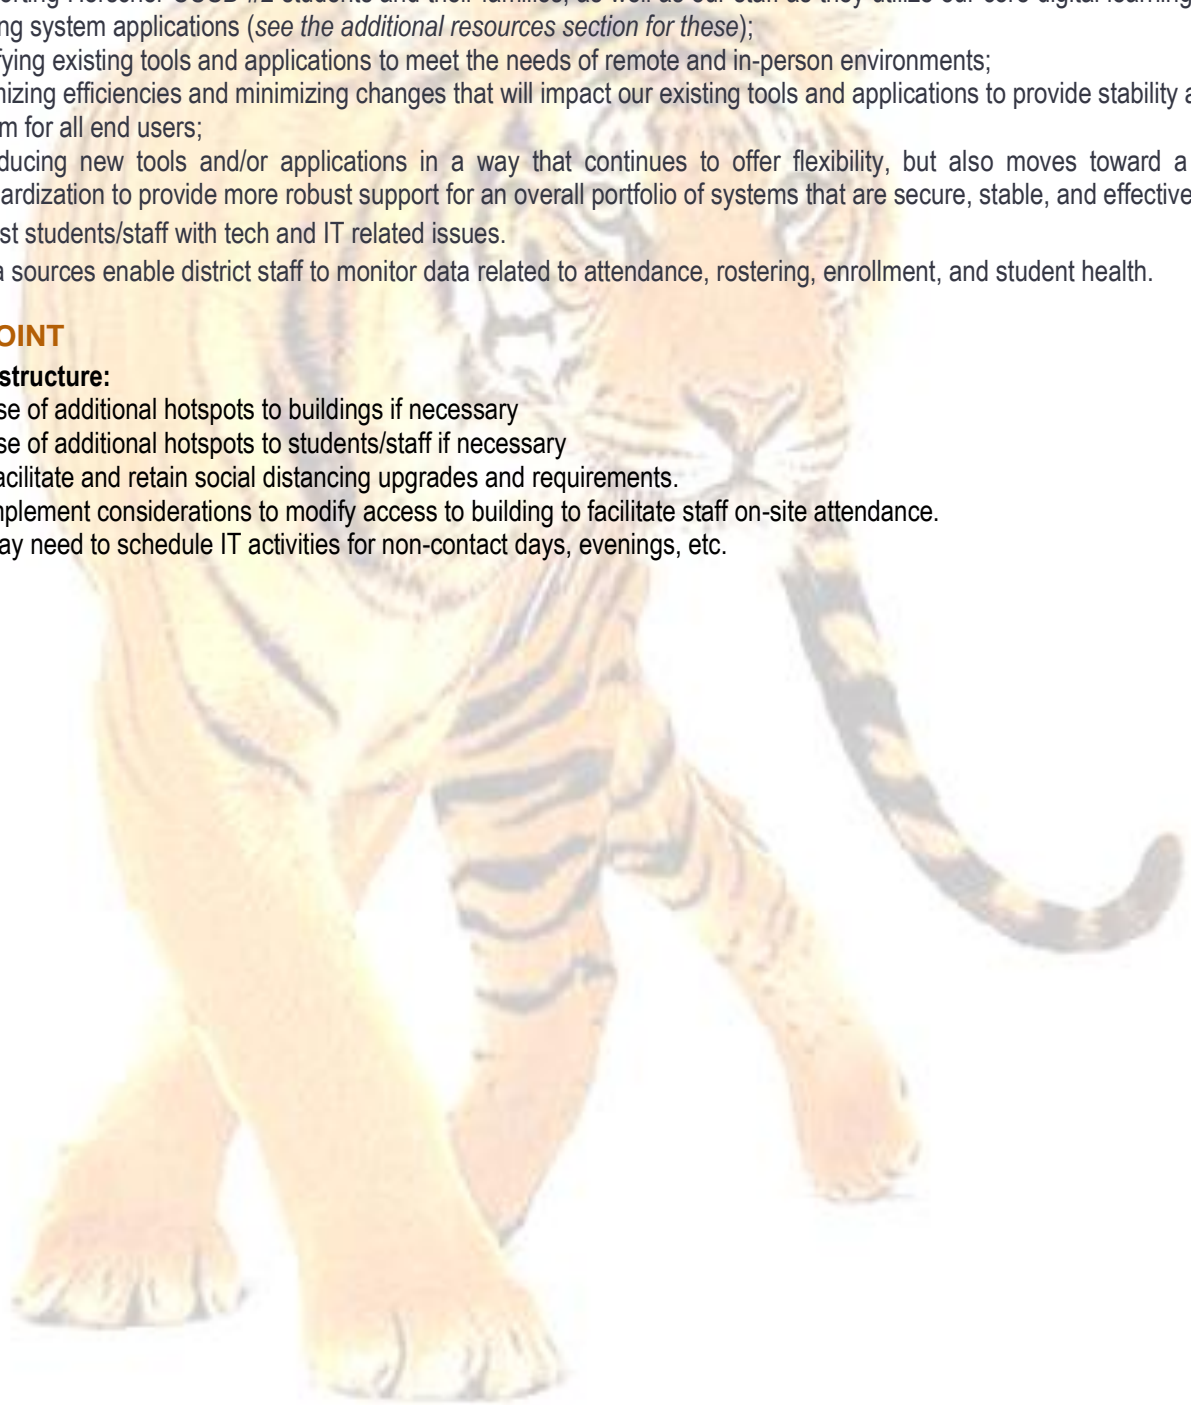 rting Herscher CUSD #2 students and their families, as well as our staff as they utilize our core digital learning
ng system applications (see the additional resources section for these);
fying existing tools and applications to meet the needs of remote and in-person environments;
mizing efficiencies and minimizing changes that will impact our existing tools and applications to provide stability a
m for all end users;
ducing new tools and/or applications in a way that continues to offer flexibility, but also moves toward a
ardization to provide more robust support for an overall portfolio of systems that are secure, stable, and effective
st students/staff with tech and IT related issues.
a sources enable district staff to monitor data related to attendance, rostering, enrollment, and student health.
OINT
structure:
se of additional hotspots to buildings if necessary
se of additional hotspots to students/staff if necessary
acilitate and retain social distancing upgrades and requirements.
mplement considerations to modify access to building to facilitate staff on-site attendance.
ay need to schedule IT activities for non-contact days, evenings, etc.